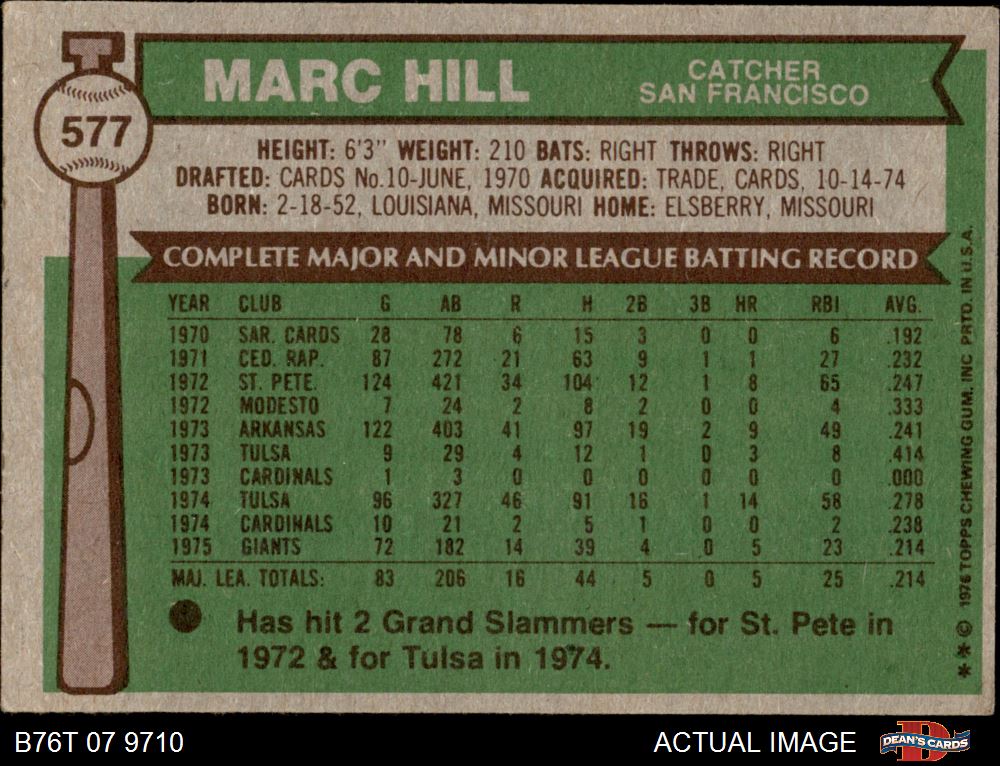 577
MARC HILL
CATCHER
SAN FRANCISCO
HEIGHT: 6'3" WEIGHT: 210 BATS: RIGHT THROWS: RIGHT
DRAFTED: CARDS No.10-JUNE, 1970 ACQUIRED: TRADE, CARDS, 10-14-74
BORN: 2-18-52, LOUISIANA, MISSOURI HOME: ELSBERRY, MISSOURI
COMPLETE MAJOR AND MINOR LEAGUE BATTING RECORD
YEAR CLUB G AB R H 2B 3B HR RBI AVG.
1970 SAR. CARDS 28 78 6 15 3 0 0 6 .192
1971 CED. RAP. 87 272 21 63 9 1 1 27 .232
1972 ST. PETE. 124 421 34 104 12 1 8 65 .247
1972 MODESTO 7 24 2 8 2 0 0 4 .333
1973 ARKANSAS 122 403 41 97 19 2 9 49 .241
1973 TULSA 9 29 4 12 1 0 3 8 .414
1973 CARDINALS 1 3 0 0 0 0 0 0 .000
1974 TULSA 96 327 46 91 16 1 14 58 .278
1974 CARDINALS 10 21 2 5 1 0 0 2 .238
1975 GIANTS 72 182 14 39 4 0 5 23 .214
MAJ. LEA. TOTALS: 83 206 16 44 5 0 5 25 .214
Has hit 2 Grand Slammers — for St. Pete in
1972 & for Tulsa in 1974.
**© 1976 TOPPS CHEWING GUM, INC PRTD. IN U.S.A.
B76T 07 9710
ACTUAL IMAGE
D
DEAN'S CARDS